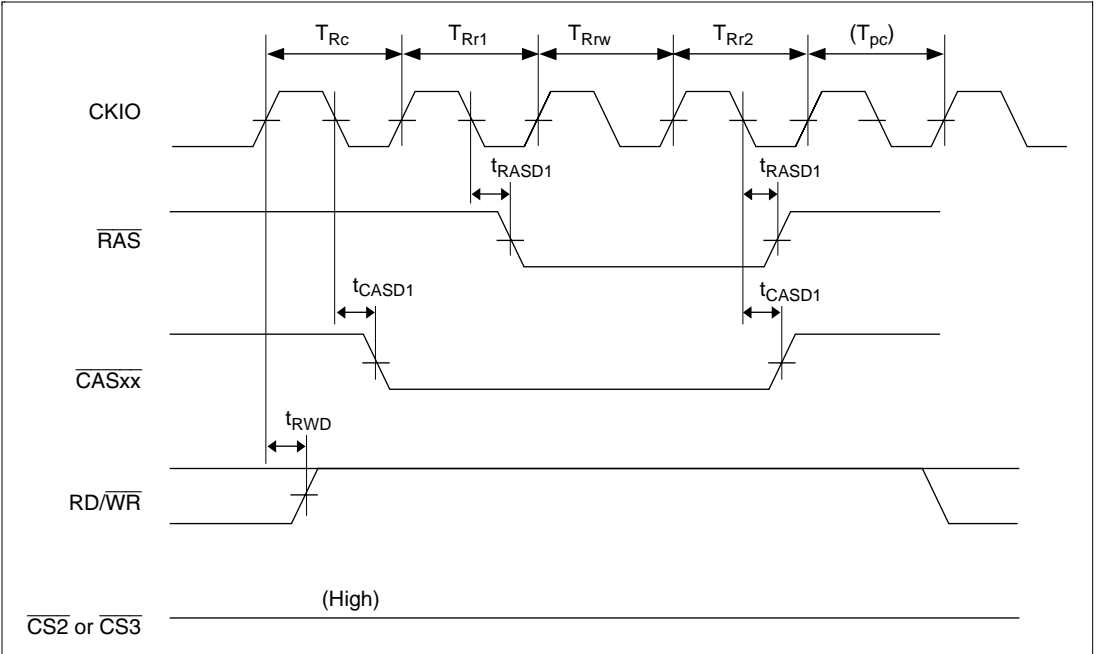 TRc TRr1 TRrw TRr2 (Tpc)
CKIO
tRASD1 tRASD1
RAS
tCASD1 tCASD1
CASxx
tRWD
RD/WR
(High)
CS2 or CS3